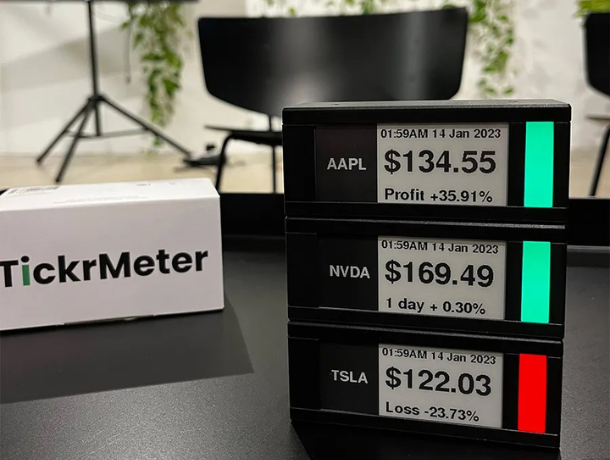 TickrMeter
AAPL
01:59AM 14 Jan 2023
$134.55
Profit +35.91%
NVDA
01:59AM 14 Jan 2023
$169.49
1 day + 0.30%
TSLA
01:59AM 14 Jan 2023
$122.03
Loss -23.73%